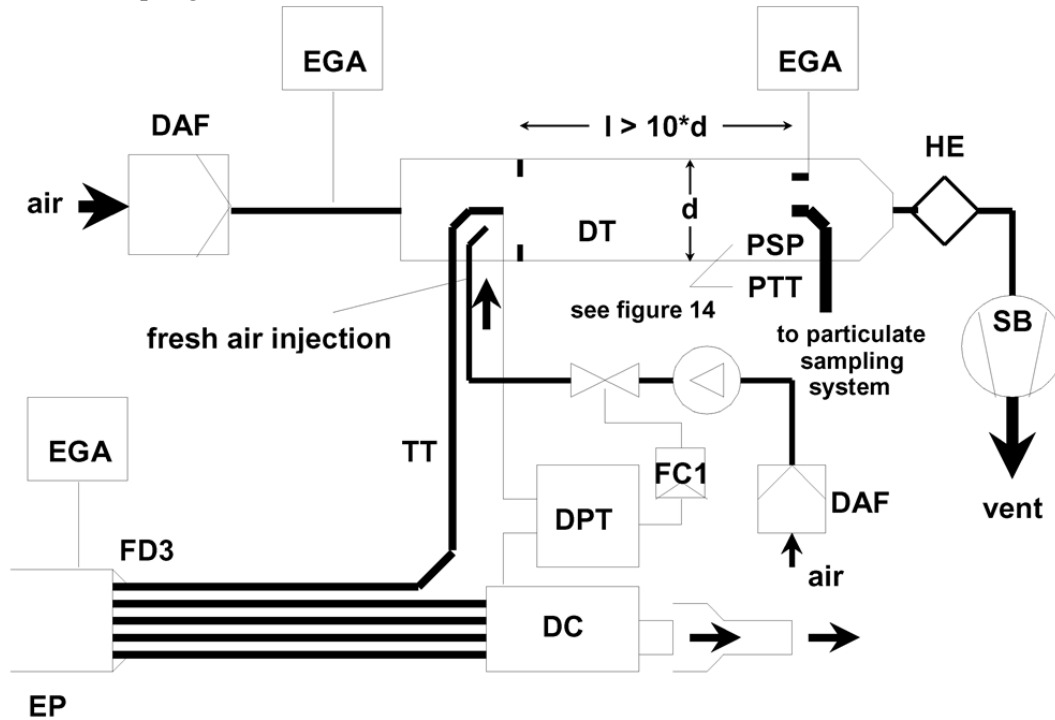 EGA
EGA
DAF
l > 10*d
HE
air
d
DT
PSP
PTT
see figure 14
fresh air injection
to particulate
sampling
system
SB
EGA
TT
FC1
DPT
DAF
vent
FD3
air
DC
EP